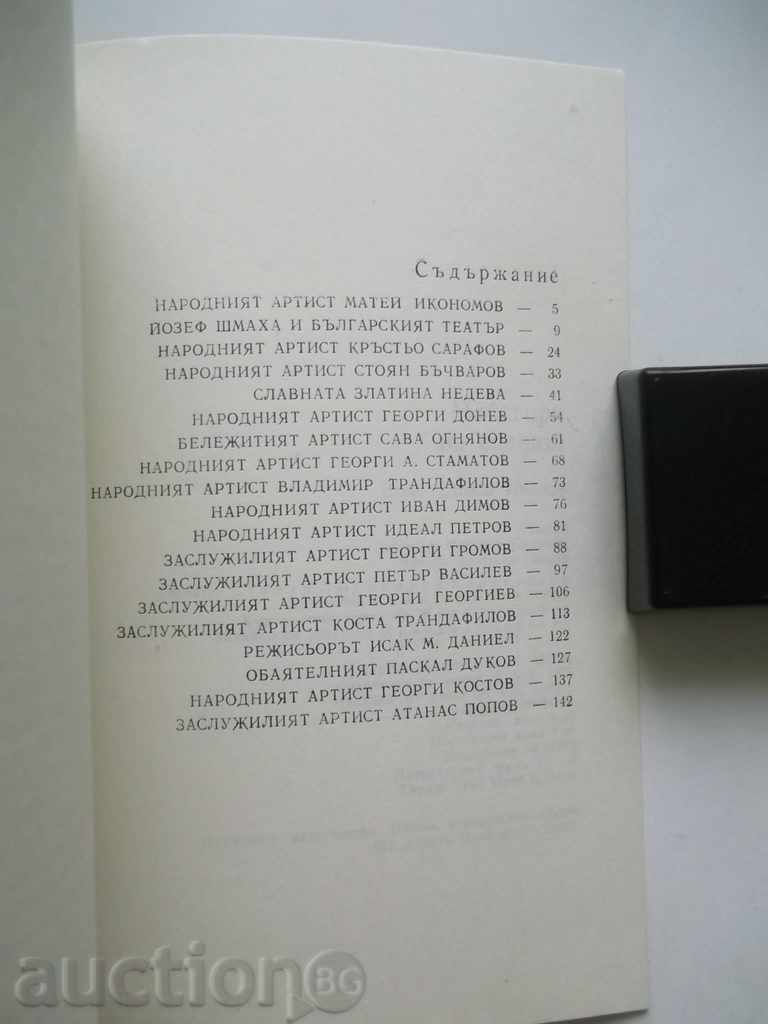 Съдържание
НАРОДНИЯТ АРТИСТ МАТЕЙ ИКОНОМОВ — 5
ЙОЗЕФ ШМАХА И БЪЛГАРСКИЯТ ТЕАТЪР — 9
НАРОДНИЯТ АРТИСТ КРЪСТЬО САРАФОВ — 24
НАРОДНИЯТ АРТИСТ СТОЯН БЪЧВАРОВ — 33
СЛАВНАТА ЗЛАТИНА НЕДЕВА — 41
НАРОДНИЯТ АРТИСТ ГЕОРГИ ДОНЕВ — 54
БЕЛЕЖИТИЯТ АРТИСТ САВА ОГНЯНОВ — 61
НАРОДНИЯТ АРТИСТ ГЕОРГИ А. СТАМАТОВ — 68
НАРОДНИЯТ АРТИСТ ВЛАДИМИР ТРАНДАФИЛОВ — 73
НАРОДНИЯТ АРТИСТ ИВАН ДИМОВ — 76
НАРОДНИЯТ АРТИСТ ИДЕАЛ ПЕТРОВ — 81
ЗАСЛУЖИЛИЯТ АРТИСТ ГЕОРГИ ГРОМОВ — 88
ЗАСЛУЖИЛИЯТ АРТИСТ ПЕТЪР ВАСИЛЕВ — 97
ЗАСЛУЖИЛИЯТ АРТИСТ ГЕОРГИ ГЕОРГИЕВ — 106
ЗАСЛУЖИЛИЯТ АРТИСТ КОСТА ТРАНДАФИЛОВ — 113
РЕЖИСЬОРЪТ ИСАК М. ДАНИЕЛ — 122
ОБАЯТЕЛНИЯТ ПАСКАЛ ДУКОВ — 127
НАРОДНИЯТ АРТИСТ ГЕОРГИ КОСТОВ — 137
ЗАСЛУЖИЛИЯТ АРТИСТ АТАНАС ПОПОВ — 142
auction BG